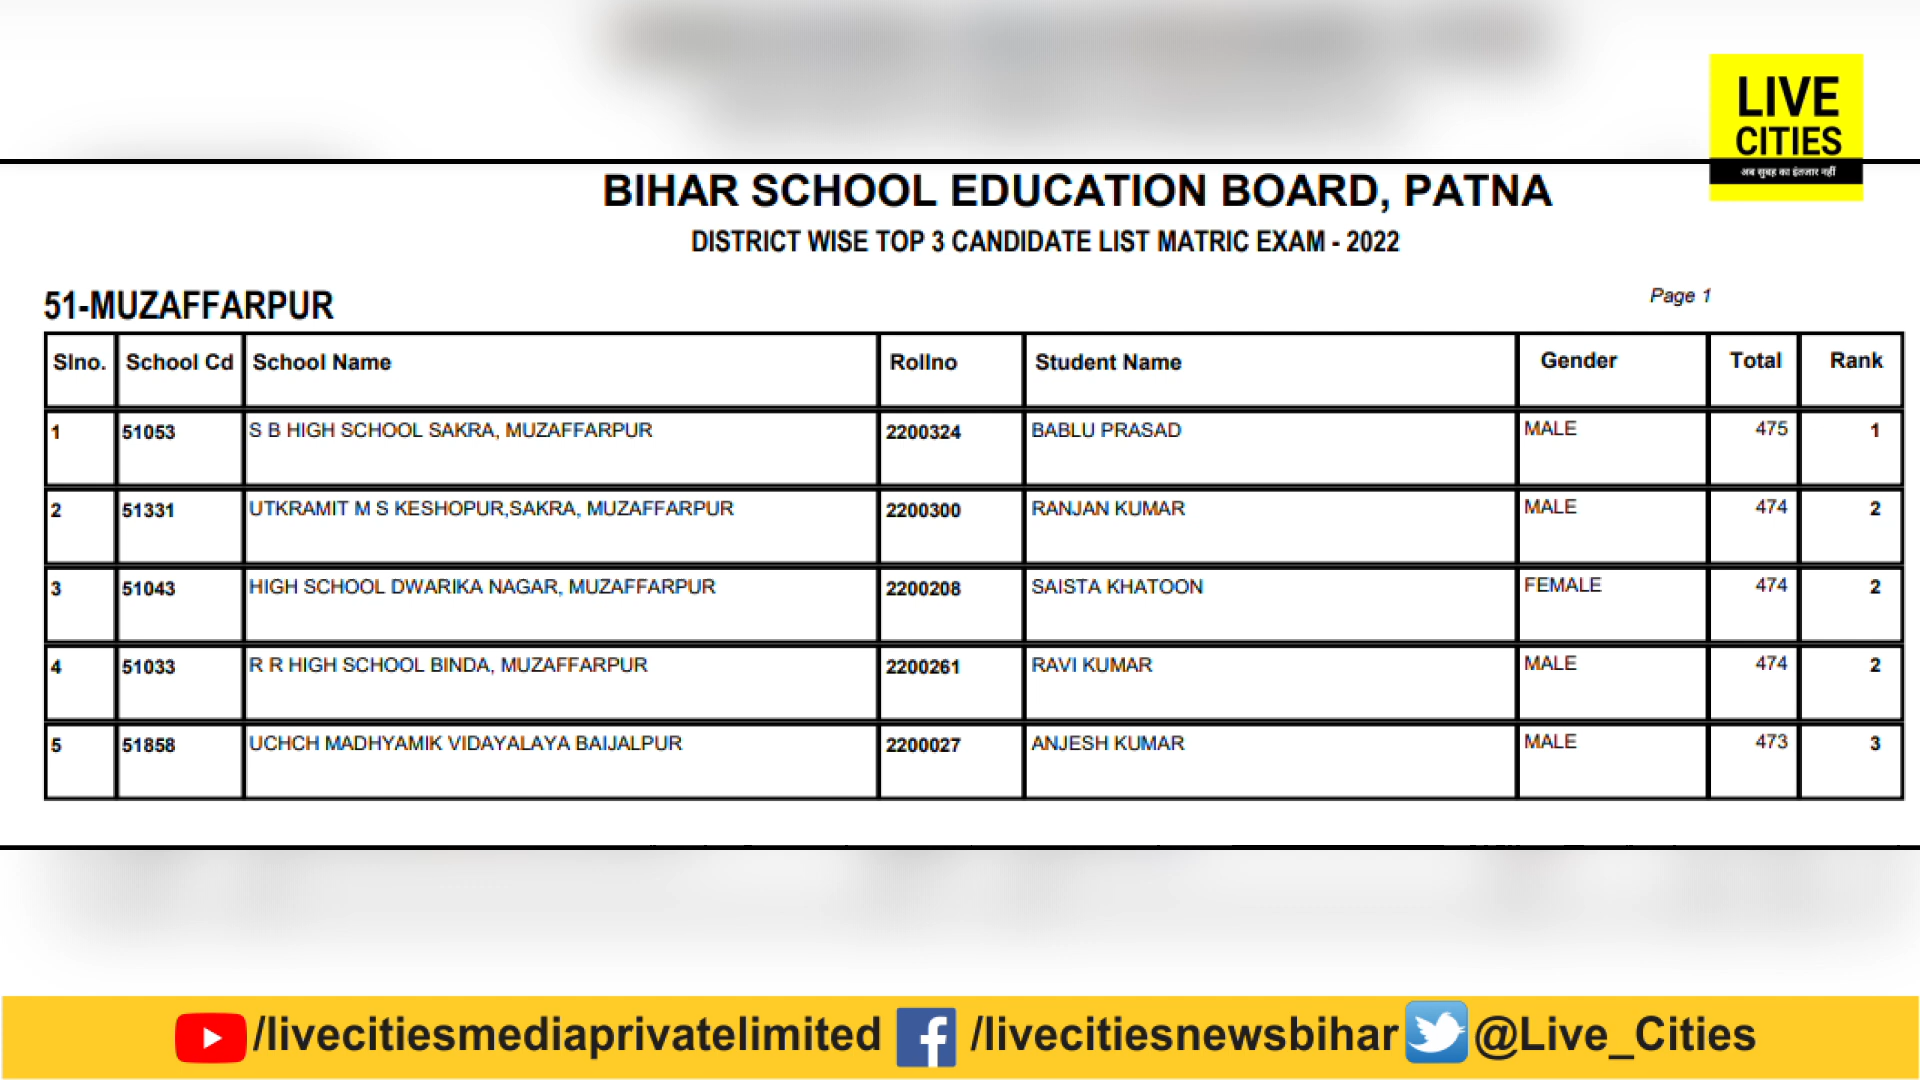 LIVE
CITIES
अब सुबह का इंतजार नहीं
BIHAR SCHOOL EDUCATION BOARD, PATNA
DISTRICT WISE TOP 3 CANDIDATE LIST MATRIC EXAM - 2022
51-MUZAFFARPUR Page 1
Slno. School Cd School Name Rollno Student Name Gender Total Rank
1 51053 S B HIGH SCHOOL SAKRA, MUZAFFARPUR 2200324 BABLU PRASAD MALE 475 1
2 51331 UTKRAMIT M S KESHOPUR,SAKRA, MUZAFFARPUR 2200300 RANJAN KUMAR MALE 474 2
3 51043 HIGH SCHOOL DWARIKA NAGAR, MUZAFFARPUR 2200208 SAISTA KHATOON FEMALE 474 2
4 51033 R R HIGH SCHOOL BINDA, MUZAFFARPUR 2200261 RAVI KUMAR MALE 474 2
5 51858 UCHCH MADHYAMIK VIDAYALAYA BAIJALPUR 2200027 ANJESH KUMAR MALE 473 3
/livecitiesmediaprivatelimited /livecitiesnewsbihar @Live_Cities